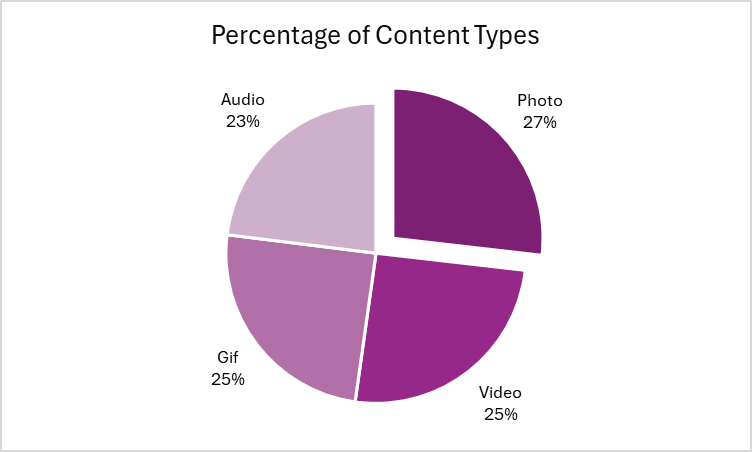 Percentage of Content Types
Audio
23%
Photo
27%
Gif
25%
Video
25%